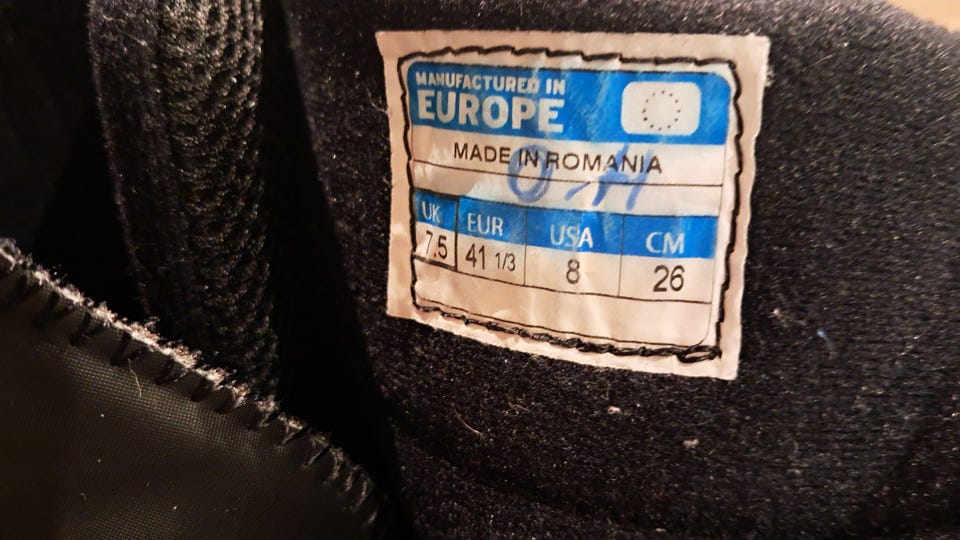 MANUFACTURED IN
EUROPE
MADE IN ROMANIA
UK EUR USA CM
7.5 41 1/3 8 26